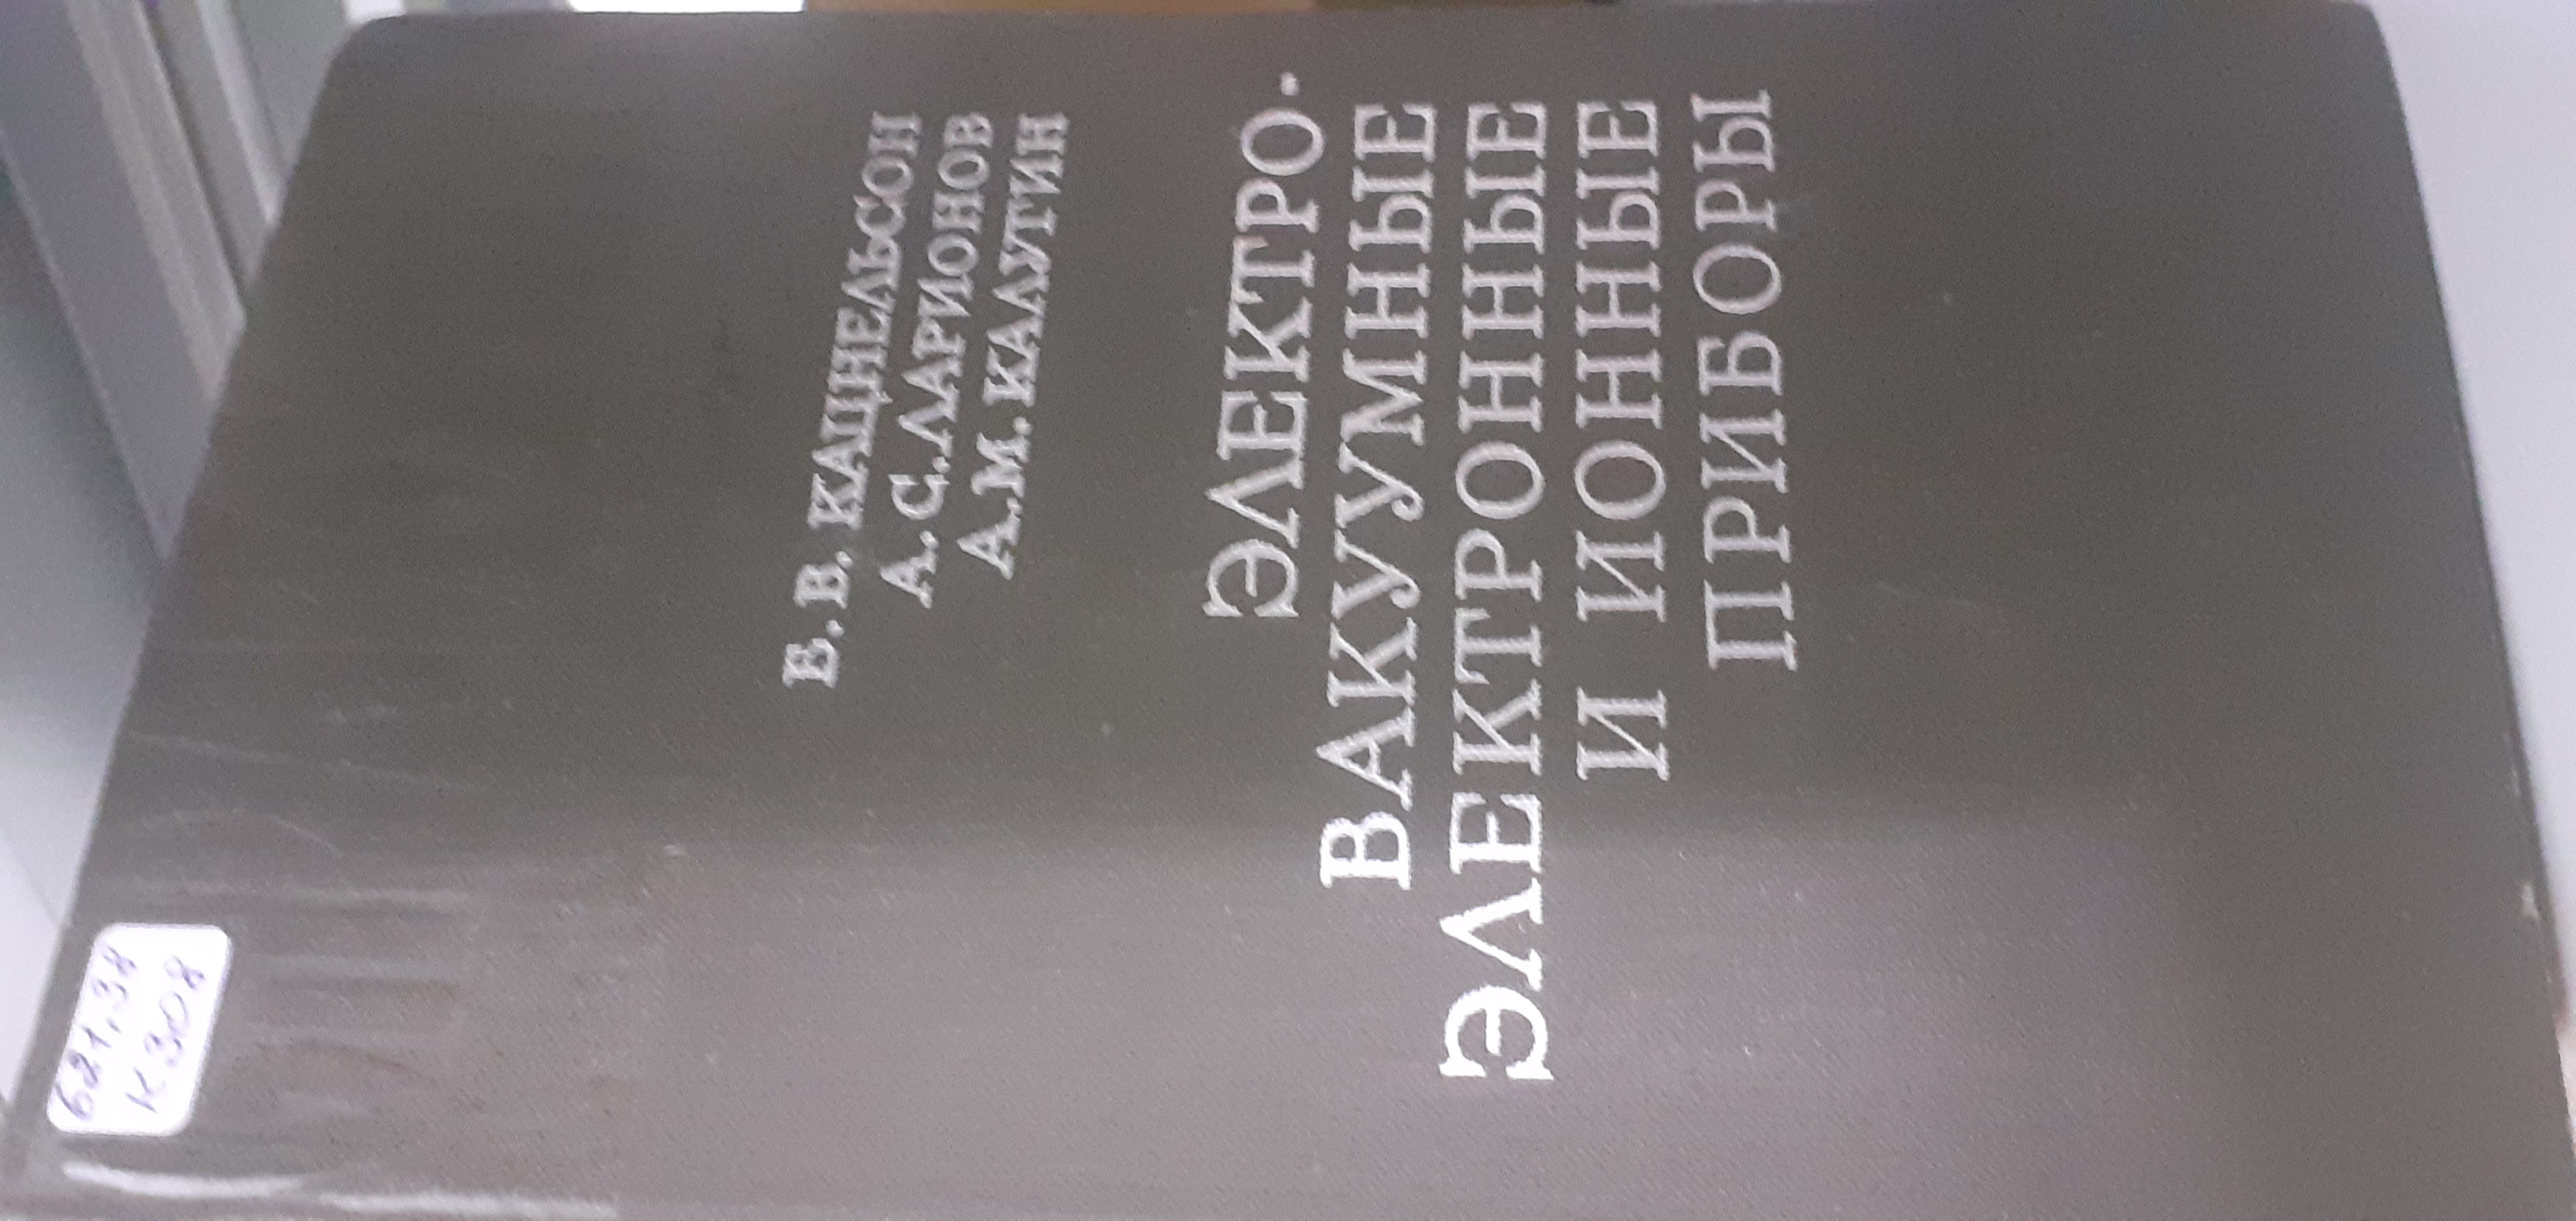 В. В. КАЦНЕЛЬСОН
А. С. ЛАРИОНОВ
А. М. КАЛУГИН
ЭЛЕКТРО-
ВАКУУМНЫЕ
ЭЛЕКТРОННЫЕ
И ИОННЫЕ
ПРИБОРЫ
621.38
К308